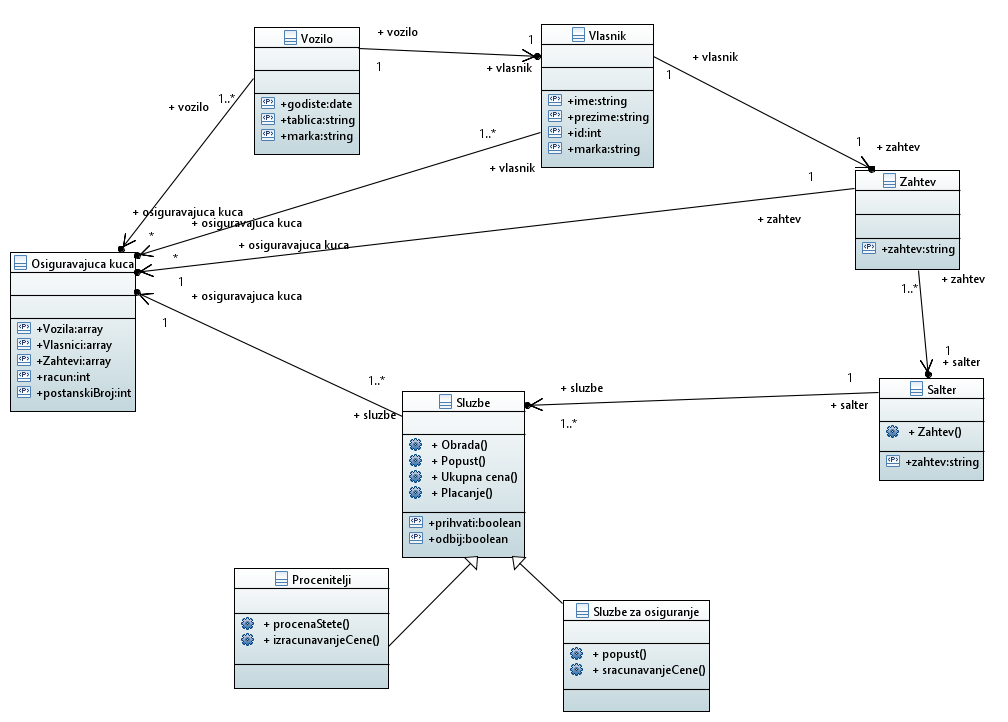 Vozilo
+godiste:date
+tablica:string
+marka:string
+ vozilo
1
1
+ vlasnik
Vlasnik
+ime:string
+prezime:string
+id:int
+marka:string
+ vlasnik
1
1
+ zahtev
1..*
+ vozilo
1..*
+ vlasnik
1
+ zahtev
Zahtev
+zahtev:string
+ osiguravajuca kuca
*
+ osiguravajuca kuca
*
+ osiguravajuca kuca
1
+ osiguravajuca kuca
1
Osiguravajuca kuca
+Vozila:array
+Vlasnici:array
+Zahtevi:array
+racun:int
+postanskiBroj:int
1..*
+ zahtev
1
+ salter
1..*
+ sluzbe
+ sluzbe
1..*
1
+ salter
Salter
+ Zahtev()
+zahtev:string
Sluzbe
+ Obrada()
+ Popust()
+ Ukupna cena()
+ Placanje()
+prihvati:boolean
+odbij:boolean
Procenitelji
+ procenaStete()
+ izracunavanjeCene()
Sluzbe za osiguranje
+ popust()
+ sracunavanjeCene()